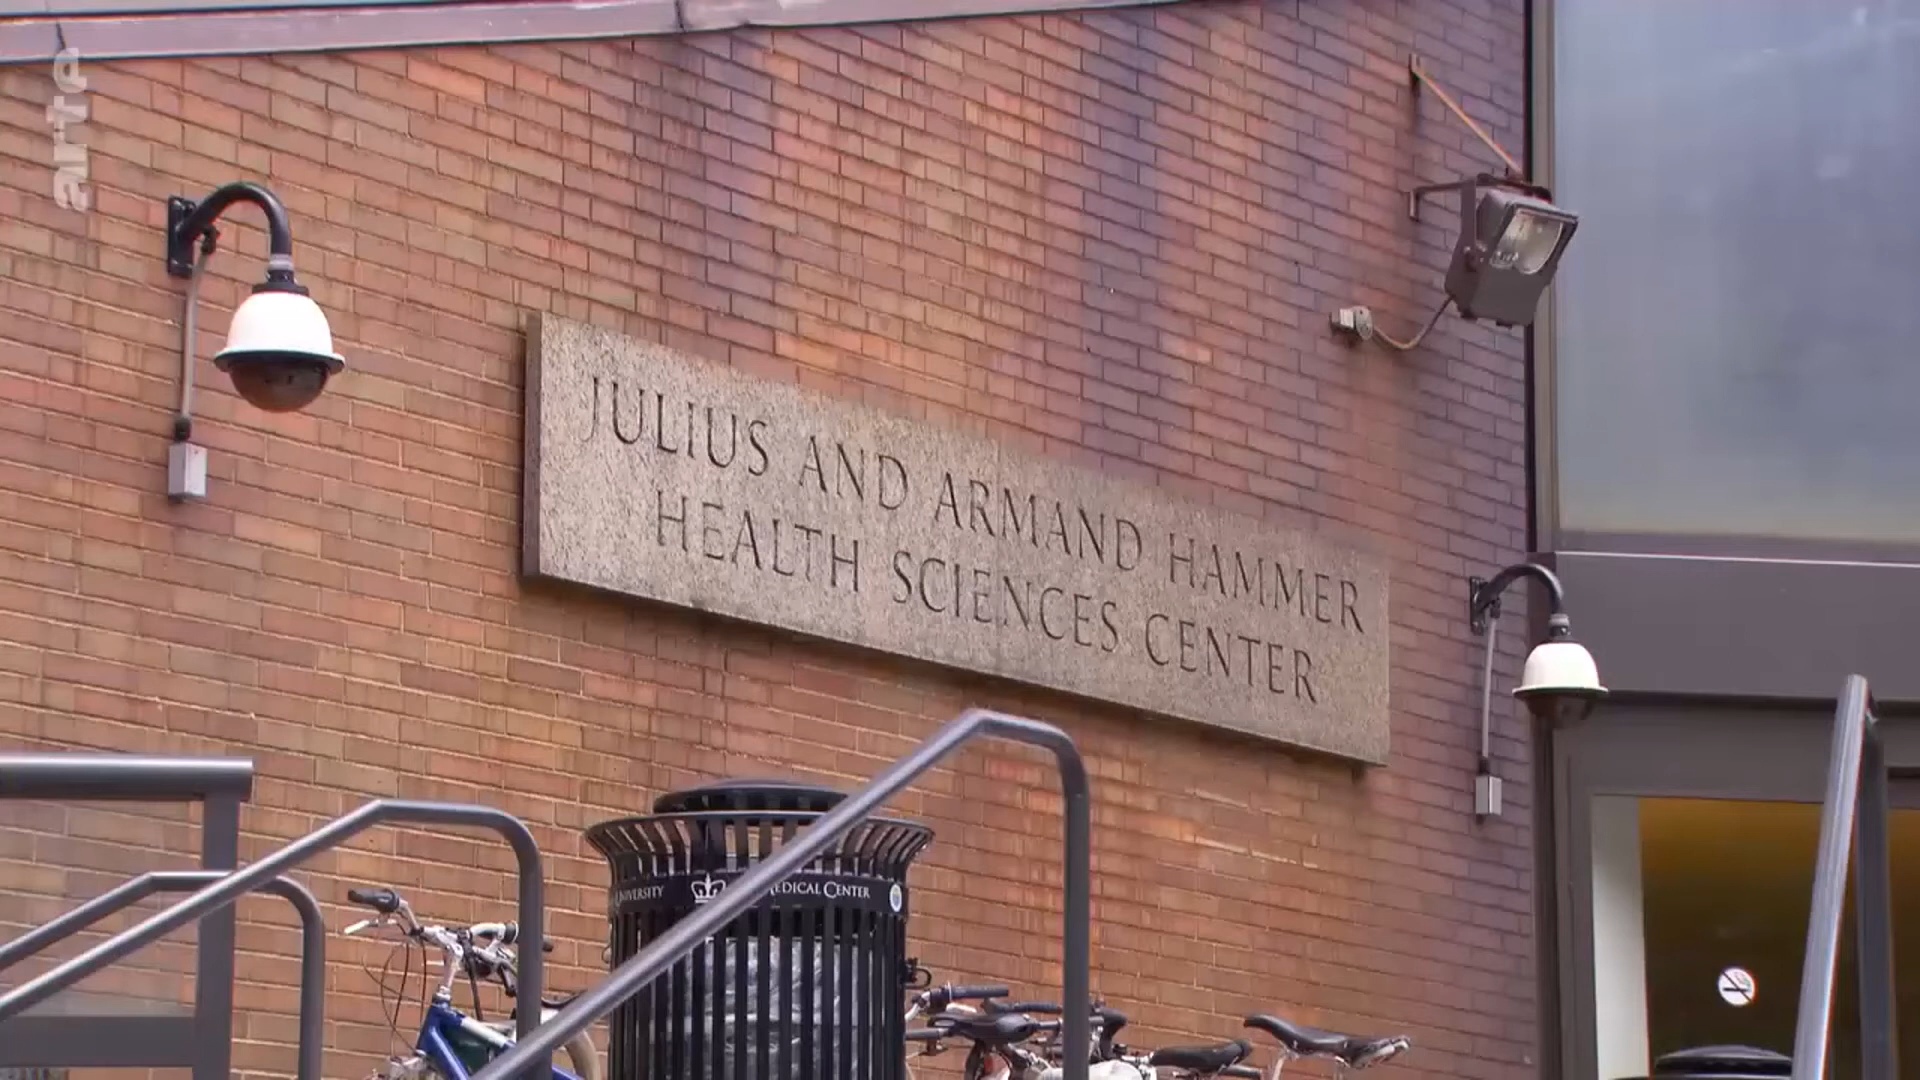 arte
JULIUS AND ARMAND HAMMER
HEALTH SCIENCES CENTER
UNIVERSITY
MEDICAL CENTER